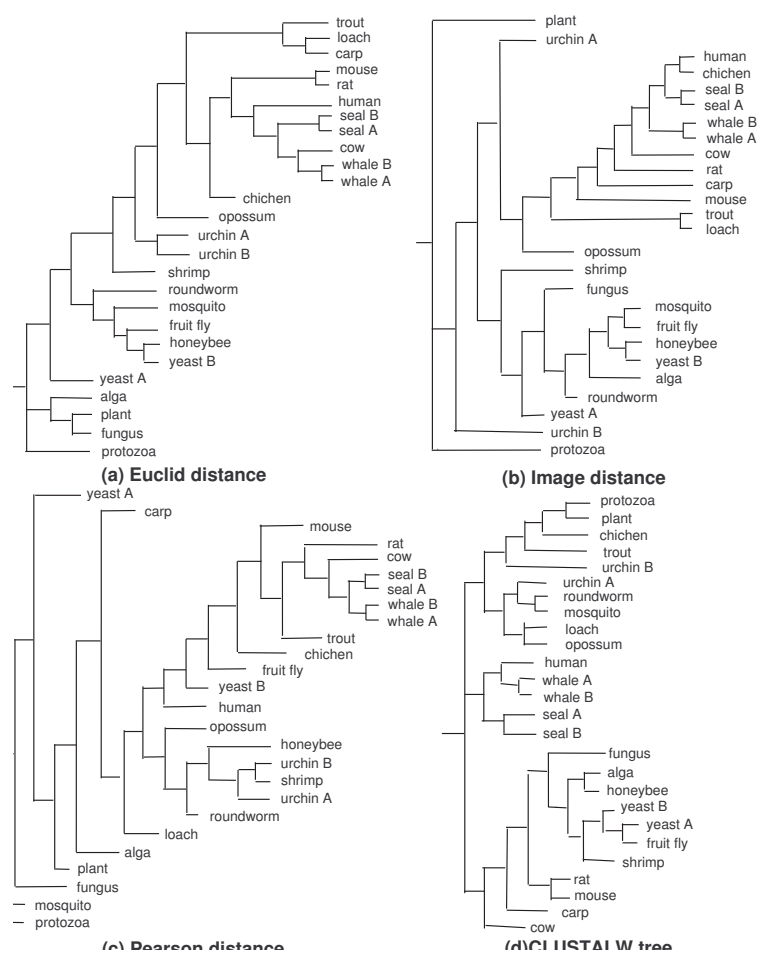 trout
loach
carp
mouse
rat
human
seal B
seal A
cow
whale B
whale A
chichen
opossum
urchin A
urchin B
shrimp
roundworm
mosquito
fruit fly
honeybee
yeast B
yeast A
alga
plant
fungus
protozoa
(a) Euclid distance
plant
urchin A
human
chichen
seal B
seal A
whale B
whale A
cow
rat
carp
mouse
trout
loach
opossum
shrimp
fungus
mosquito
fruit fly
honeybee
yeast B
alga
roundworm
yeast A
urchin B
protozoa
(b) Image distance
yeast A
carp
mouse
rat
cow
seal B
seal A
whale B
whale A
trout
chichen
fruit fly
yeast B
human
opossum
honeybee
urchin B
shrimp
urchin A
roundworm
loach
alga
plant
fungus
mosquito
protozoa
(c) Pearson distance
protozoa
plant
chichen
trout
urchin B
urchin A
roundworm
mosquito
loach
opossum
human
whale A
whale B
seal A
seal B
fungus
alga
honeybee
yeast B
yeast A
fruit fly
shrimp
rat
mouse
carp
cow
(d)CLUSTALW tree